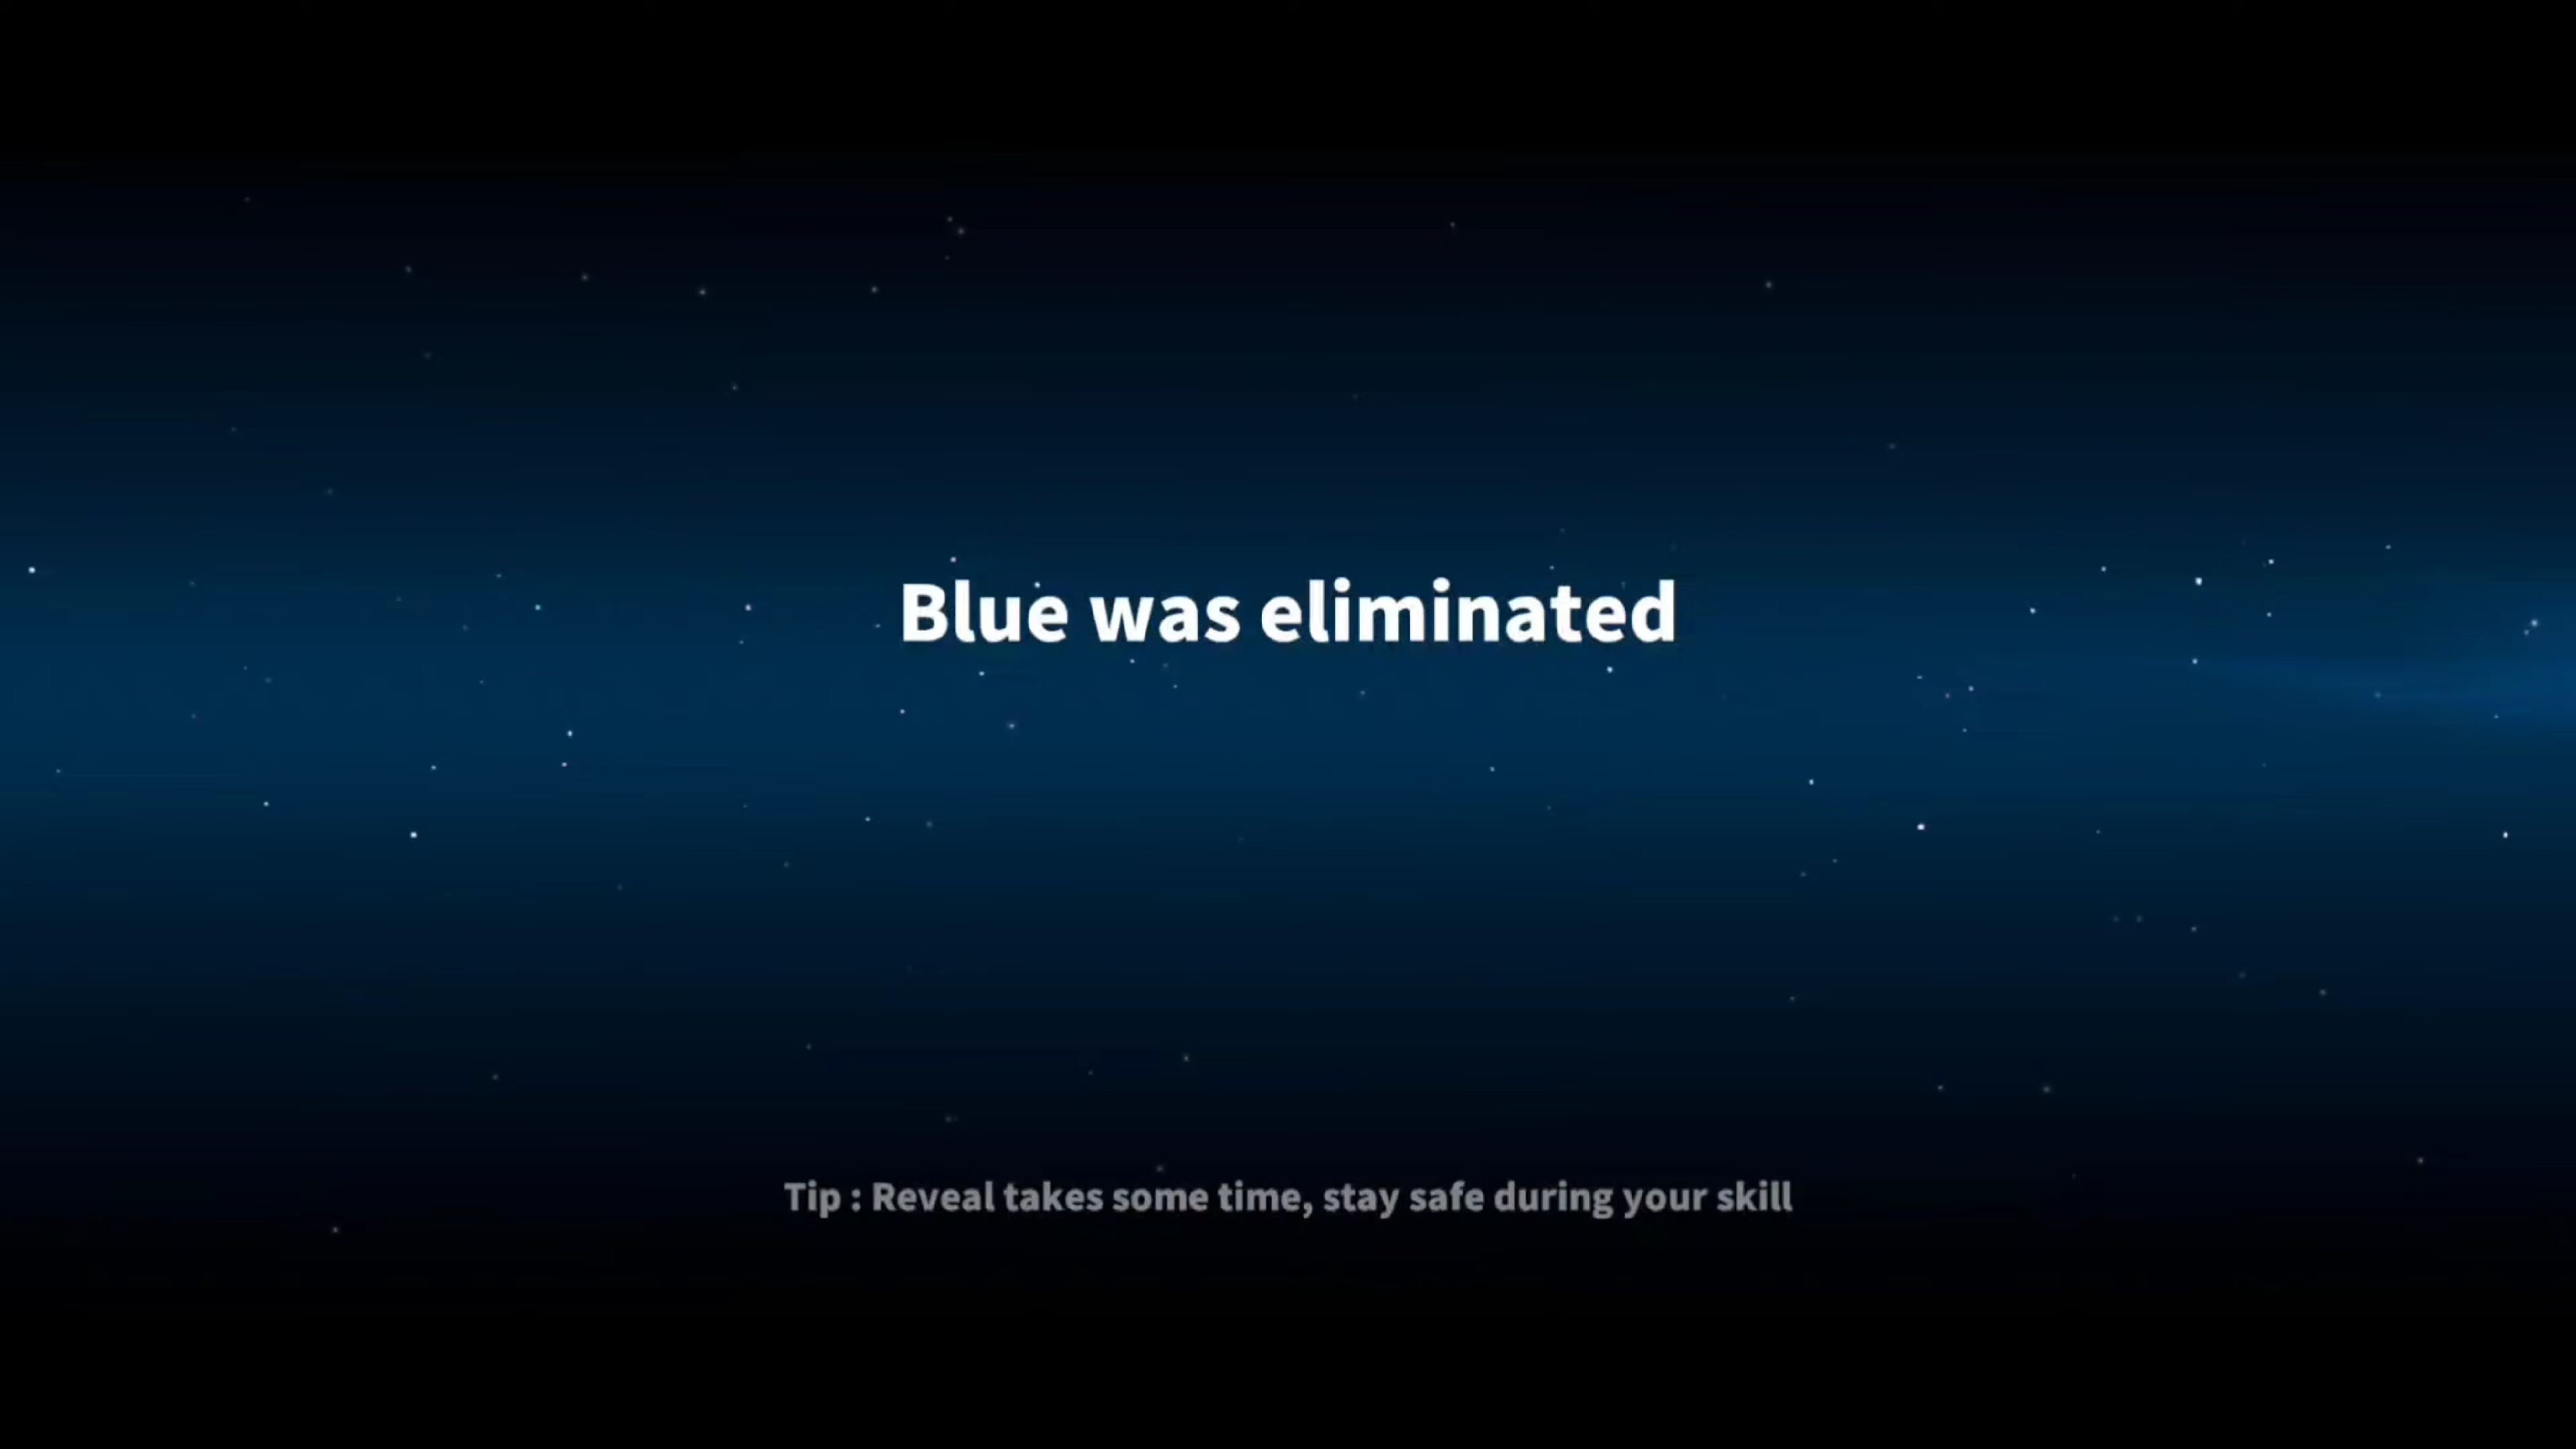 Blue was eliminated
Tip : Reveal takes some time, stay safe during your skill